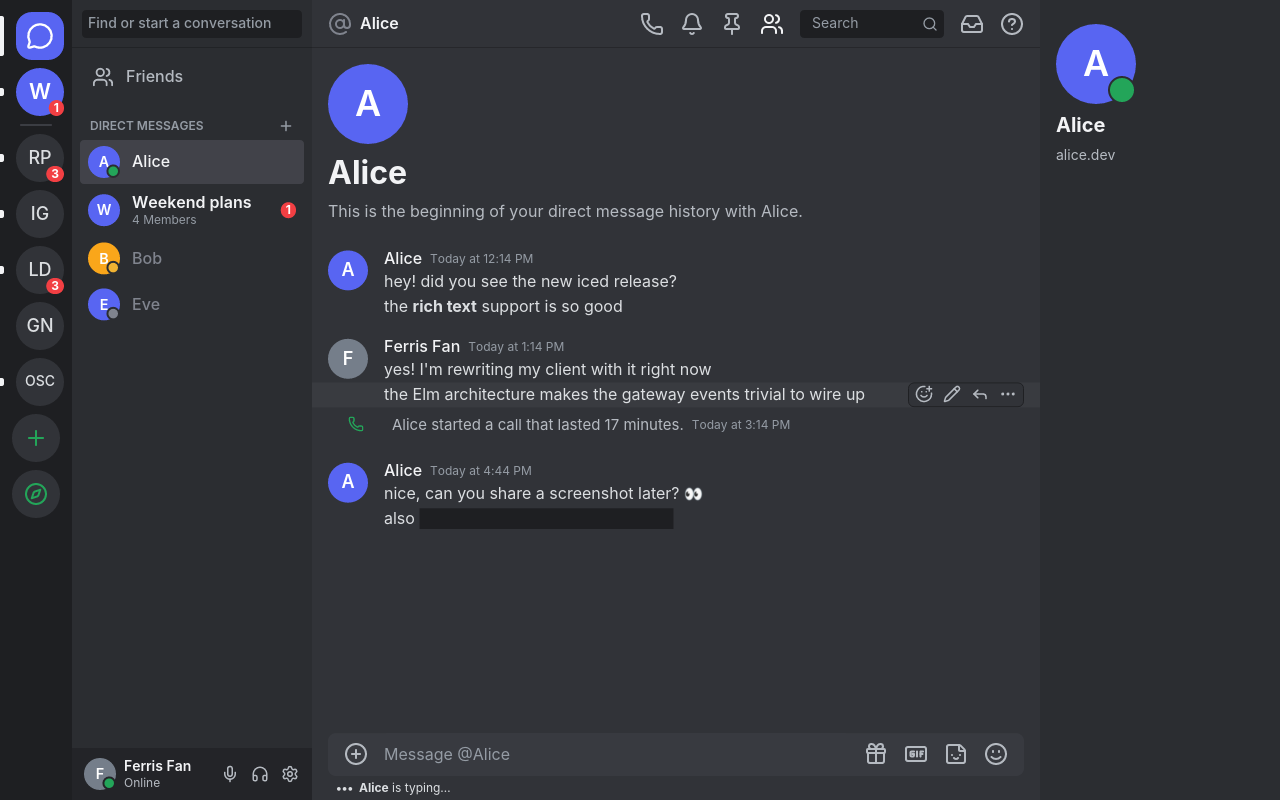 Find or start a conversation
W
1
RP
3
IG
LD
3
GN
OSC
Friends
DIRECT MESSAGES
A
Alice
W
Weekend plans
4 Members
1
B
Bob
E
Eve
F
Ferris Fan
Online
Alice
Search
A
Alice
This is the beginning of your direct message history with Alice.
A
Alice Today at 12:14 PM
hey! did you see the new iced release?
the rich text support is so good
F
Ferris Fan Today at 1:14 PM
yes! I'm rewriting my client with it right now
the Elm architecture makes the gateway events trivial to wire up
Alice started a call that lasted 17 minutes. Today at 3:14 PM
A
Alice Today at 4:44 PM
nice, can you share a screenshot later? 👀
also
Message @Alice
GIF
Alice is typing...
A
Alice
alice.dev